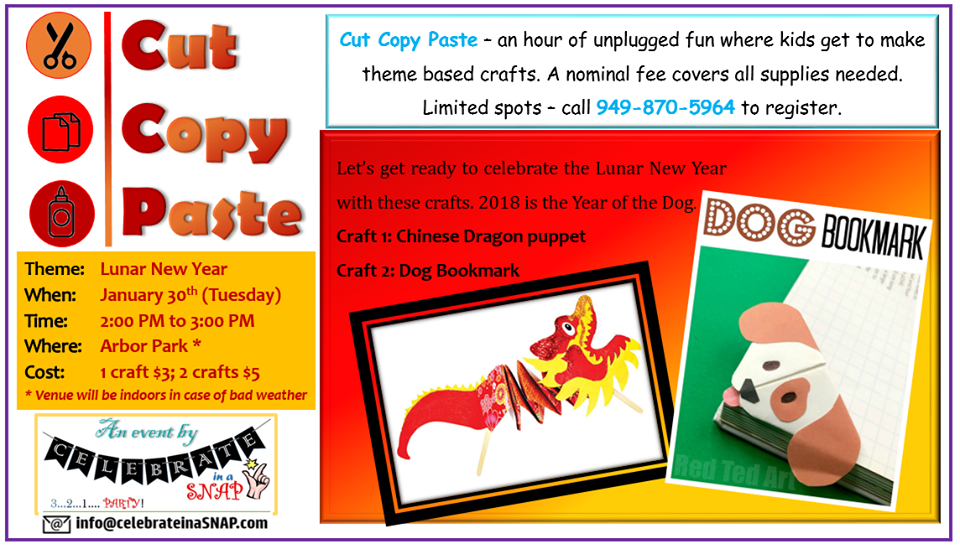 Cut
Copy
Paste
Theme: Lunar New Year
When: January 30th (Tuesday)
Time: 2:00 PM to 3:00 PM
Where: Arbor Park *
Cost: 1 craft $3; 2 crafts $5
* Venue will be indoors in case of bad weather
An event by
CELEBRATE
in a
SNAP
3...2...1.... PARTY!
info@celebrateinaSNAP.com
Cut Copy Paste – an hour of unplugged fun where kids get to make
theme based crafts. A nominal fee covers all supplies needed.
Limited spots – call 949-870-5964 to register.
Let's get ready to celebrate the Lunar New Year
with these crafts. 2018 is the Year of the Dog.
Craft 1: Chinese Dragon puppet
Craft 2: Dog Bookmark
DOG BOOKMARK
Red Ted Art